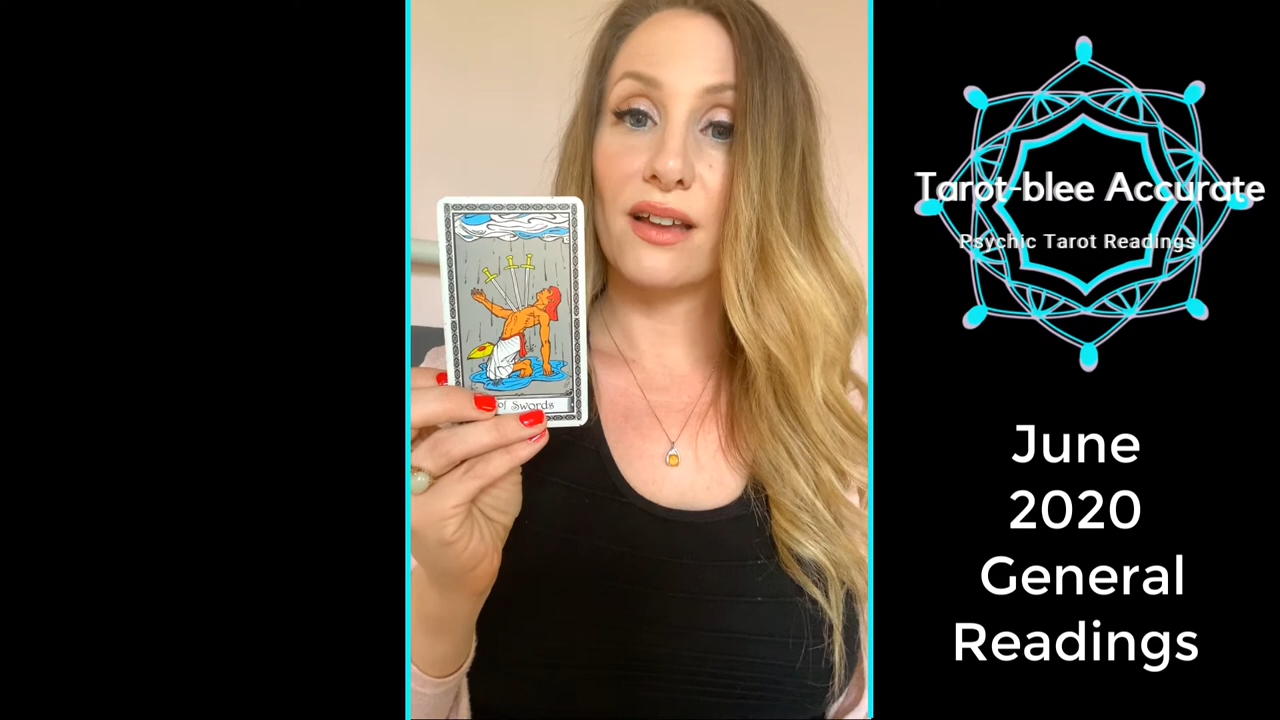 of Swords
Tarot-blee Accurate
Psychic Tarot Readings
June
2020
General
Readings